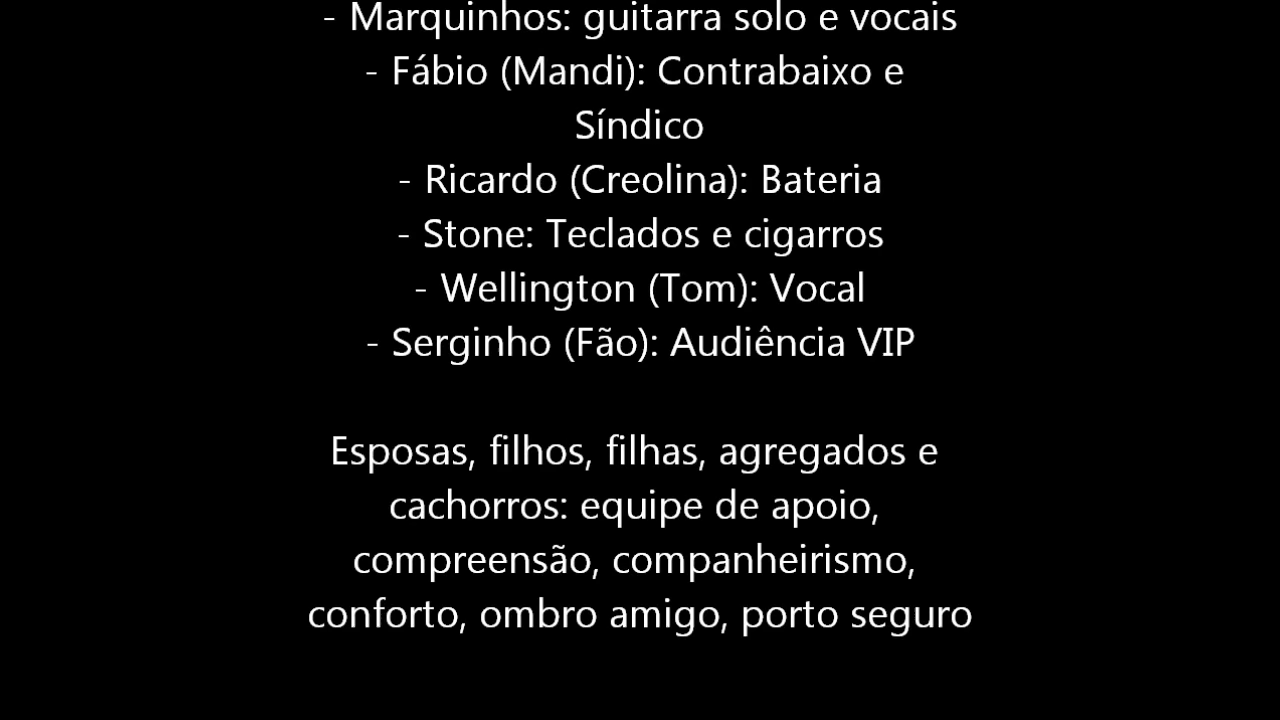 - Marquinhos: guitarra solo e vocais
- Fábio (Mandi): Contrabaixo e
Síndico
- Ricardo (Creolina): Bateria
- Stone: Teclados e cigarros
- Wellington (Tom): Vocal
- Serginho (Fão): Audiência VIP
Esposas, filhos, filhas, agregados e
cachorros: equipe de apoio,
compreensão, companheirismo,
conforto, ombro amigo, porto seguro